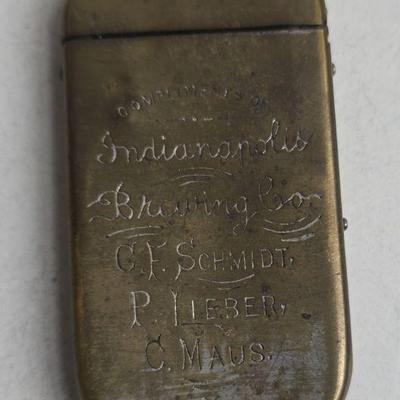 COMPLIMENTS OF
Indianapolis
Brewing Co.
C.F. SCHMIDT,
P. LIEBER,
C. MAUS.